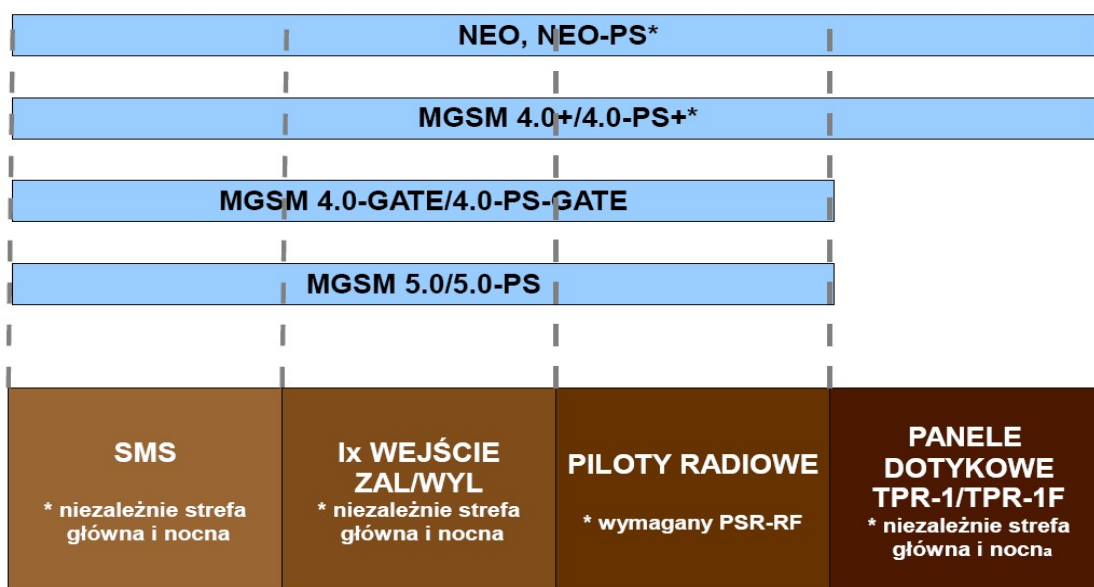 NEO, NEO-PS*
MGSM 4.0+/4.0-PS+*
MGSM 4.0-GATE/4.0-PS-GATE
MGSM 5.0/5.0-PS
SMS
* niezależnie strefa
główna i nocna
Ix WEJŚCIE
ZAL/WYL
* niezależnie strefa
główna i nocna
PILOTY RADIOWE
* wymagany PSR-RF
PANELE
DOTYKOWE
TPR-1/TPR-1F
* niezależnie strefa
główna i nocna